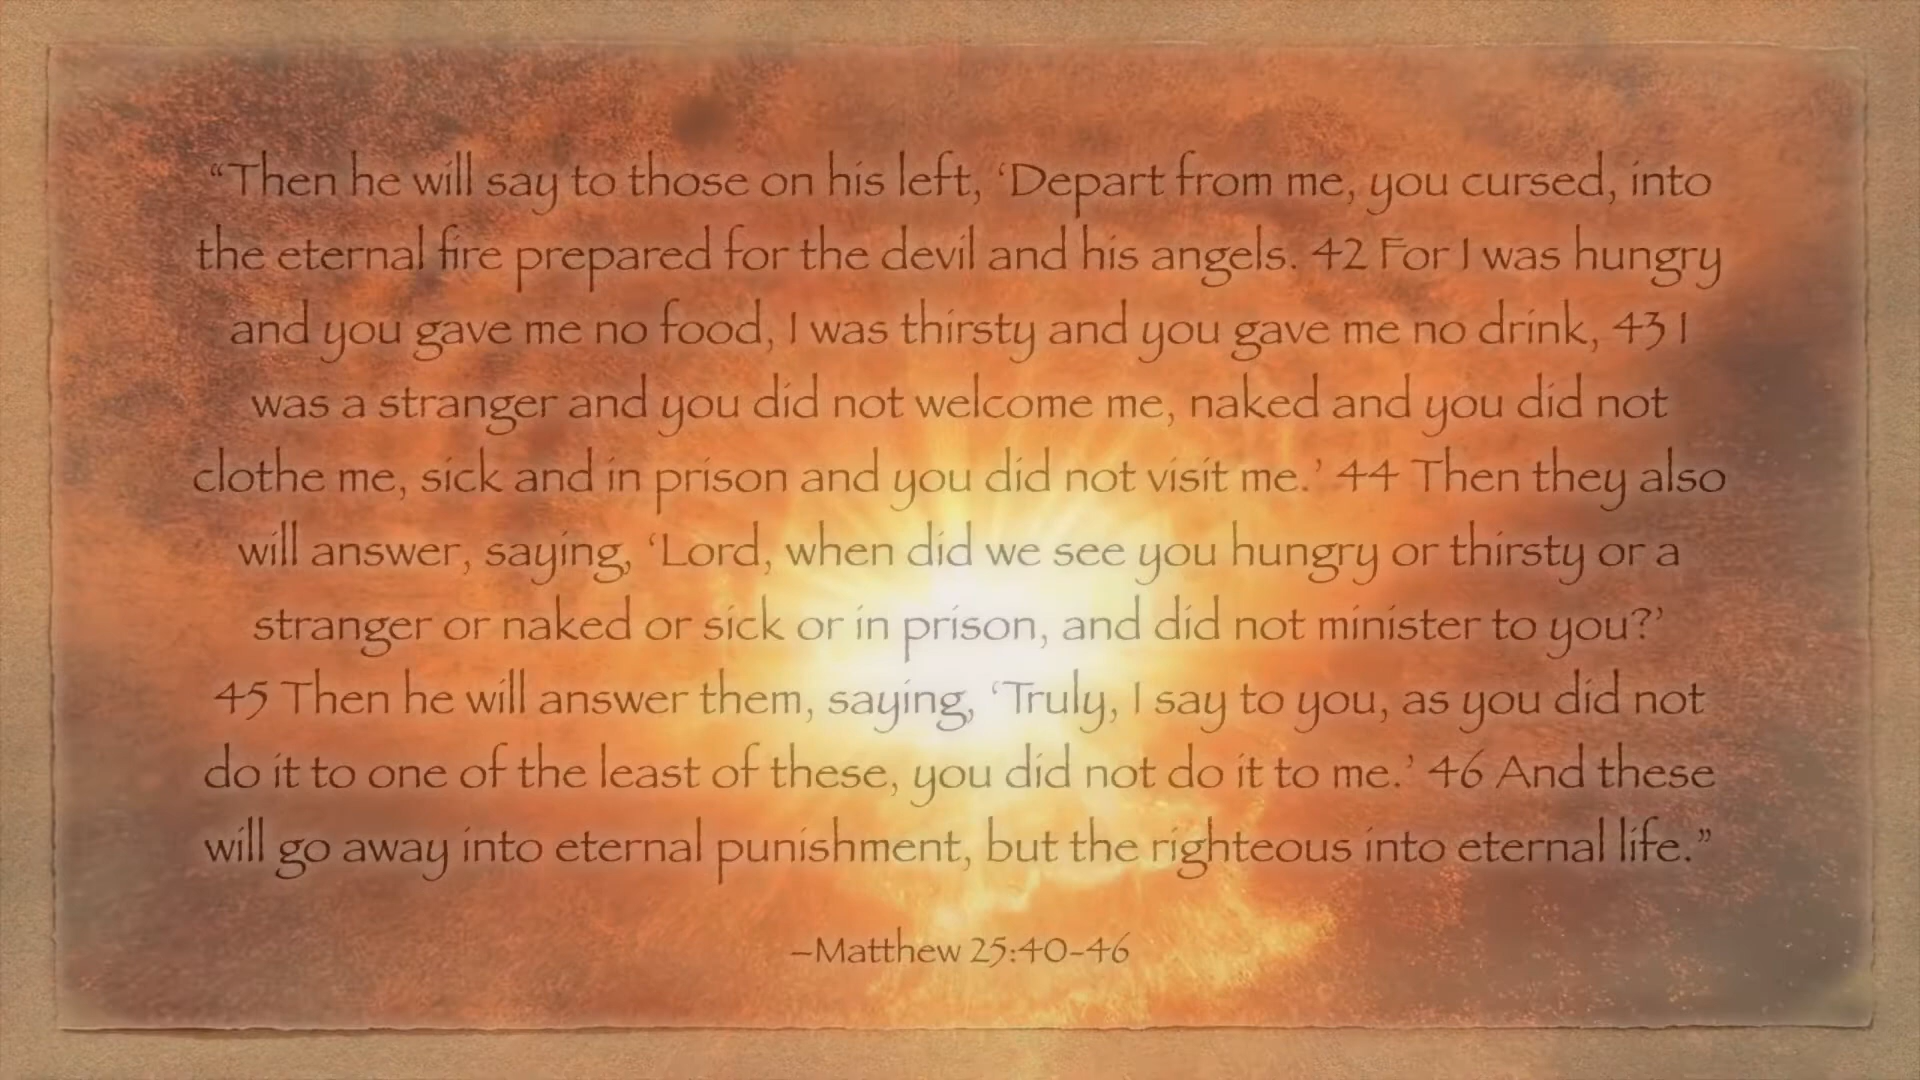 “Then he will say to those on his left, ‘Depart from me, you cursed, into
the eternal fire prepared for the devil and his angels. 42 For I was hungry
and you gave me no food, I was thirsty and you gave me no drink, 43 I
was a stranger and you did not welcome me, naked and you did not
clothe me, sick and in prison and you did not visit me.’ 44 Then they also
will answer, saying, ‘Lord, when did we see you hungry or thirsty or a
stranger or naked or sick or in prison, and did not minister to you?’
45 Then he will answer them, saying, ‘Truly, I say to you, as you did not
do it to one of the least of these, you did not do it to me.’ 46 And these
will go away into eternal punishment, but the righteous into eternal life.”
–Matthew 25:40-46